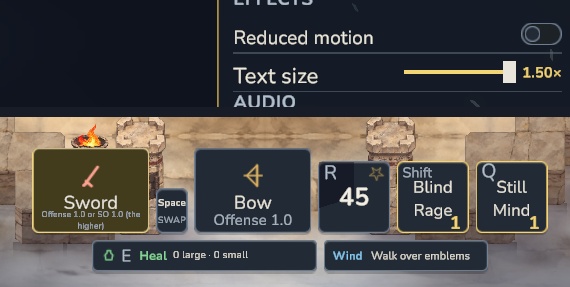 EFFECTS
Reduced motion
Text size 1.50×
AUDIO
Sword
Offense 1.0 or SO 1.0 (the
higher)
Space
SWAP
Bow
Offense 1.0
R
45
Shift
Blind
Rage
1
Q
Still
Mind
1
E Heal 0 large · 0 small
Wind Walk over emblems